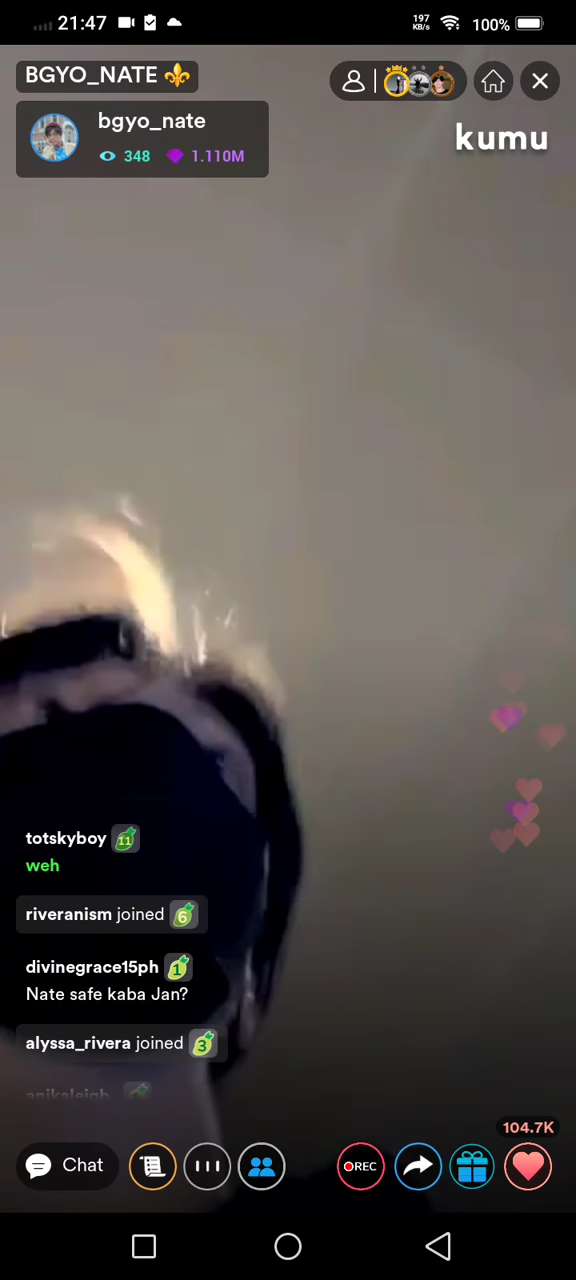 21:47
197
KB/s
100%
BGYO_NATE
bgyo_nate
348
1.110M
kumu
totskyboy 11
weh
riveranism joined 6
divinegrace15ph 1
Nate safe kaba Jan?
alyssa_rivera joined 3
anikaleigh
104.7K
Chat
REC